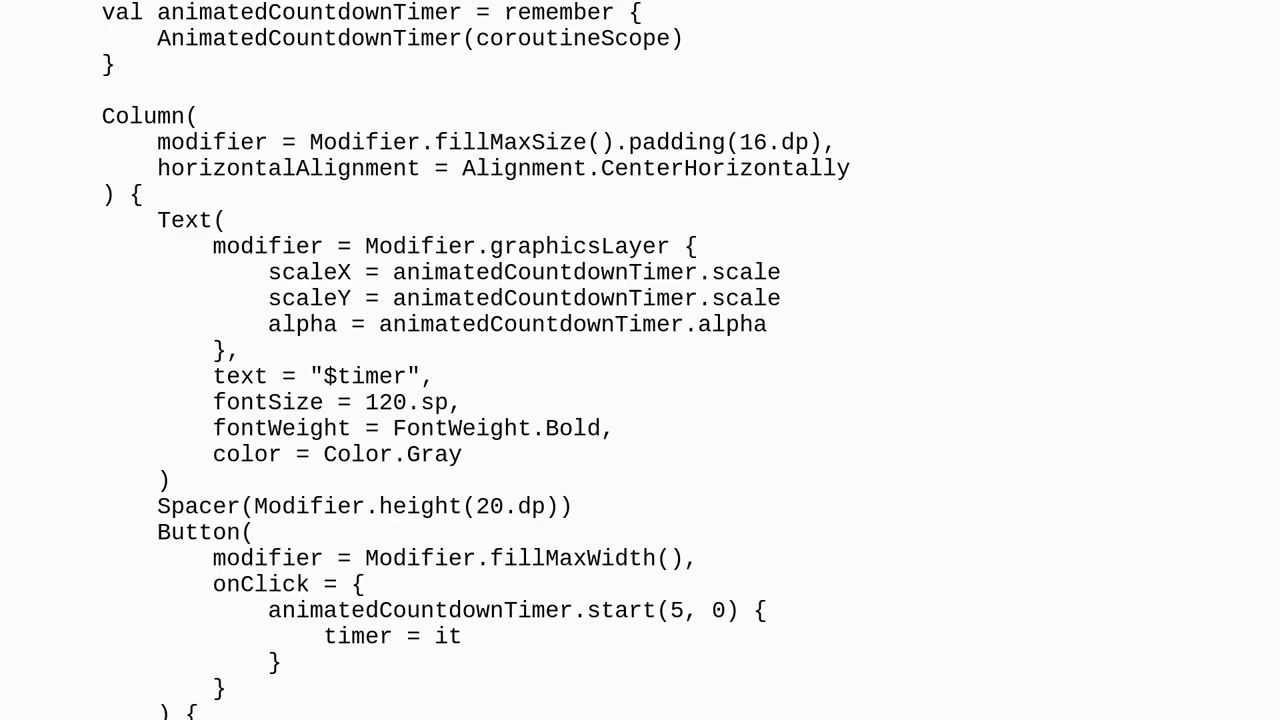 val animatedCountdownTimer = remember {
    AnimatedCountdownTimer(coroutineScope)
}

Column(
    modifier = Modifier.fillMaxSize().padding(16.dp),
    horizontalAlignment = Alignment.CenterHorizontally
) {
    Text(
        modifier = Modifier.graphicsLayer {
            scaleX = animatedCountdownTimer.scale
            scaleY = animatedCountdownTimer.scale
            alpha = animatedCountdownTimer.alpha
        },
        text = "$timer",
        fontSize = 120.sp,
        fontWeight = FontWeight.Bold,
        color = Color.Gray
    )
    Spacer(Modifier.height(20.dp))
    Button(
        modifier = Modifier.fillMaxWidth(),
        onClick = {
            animatedCountdownTimer.start(5, 0) {
                timer = it
            }
        }
    ) {